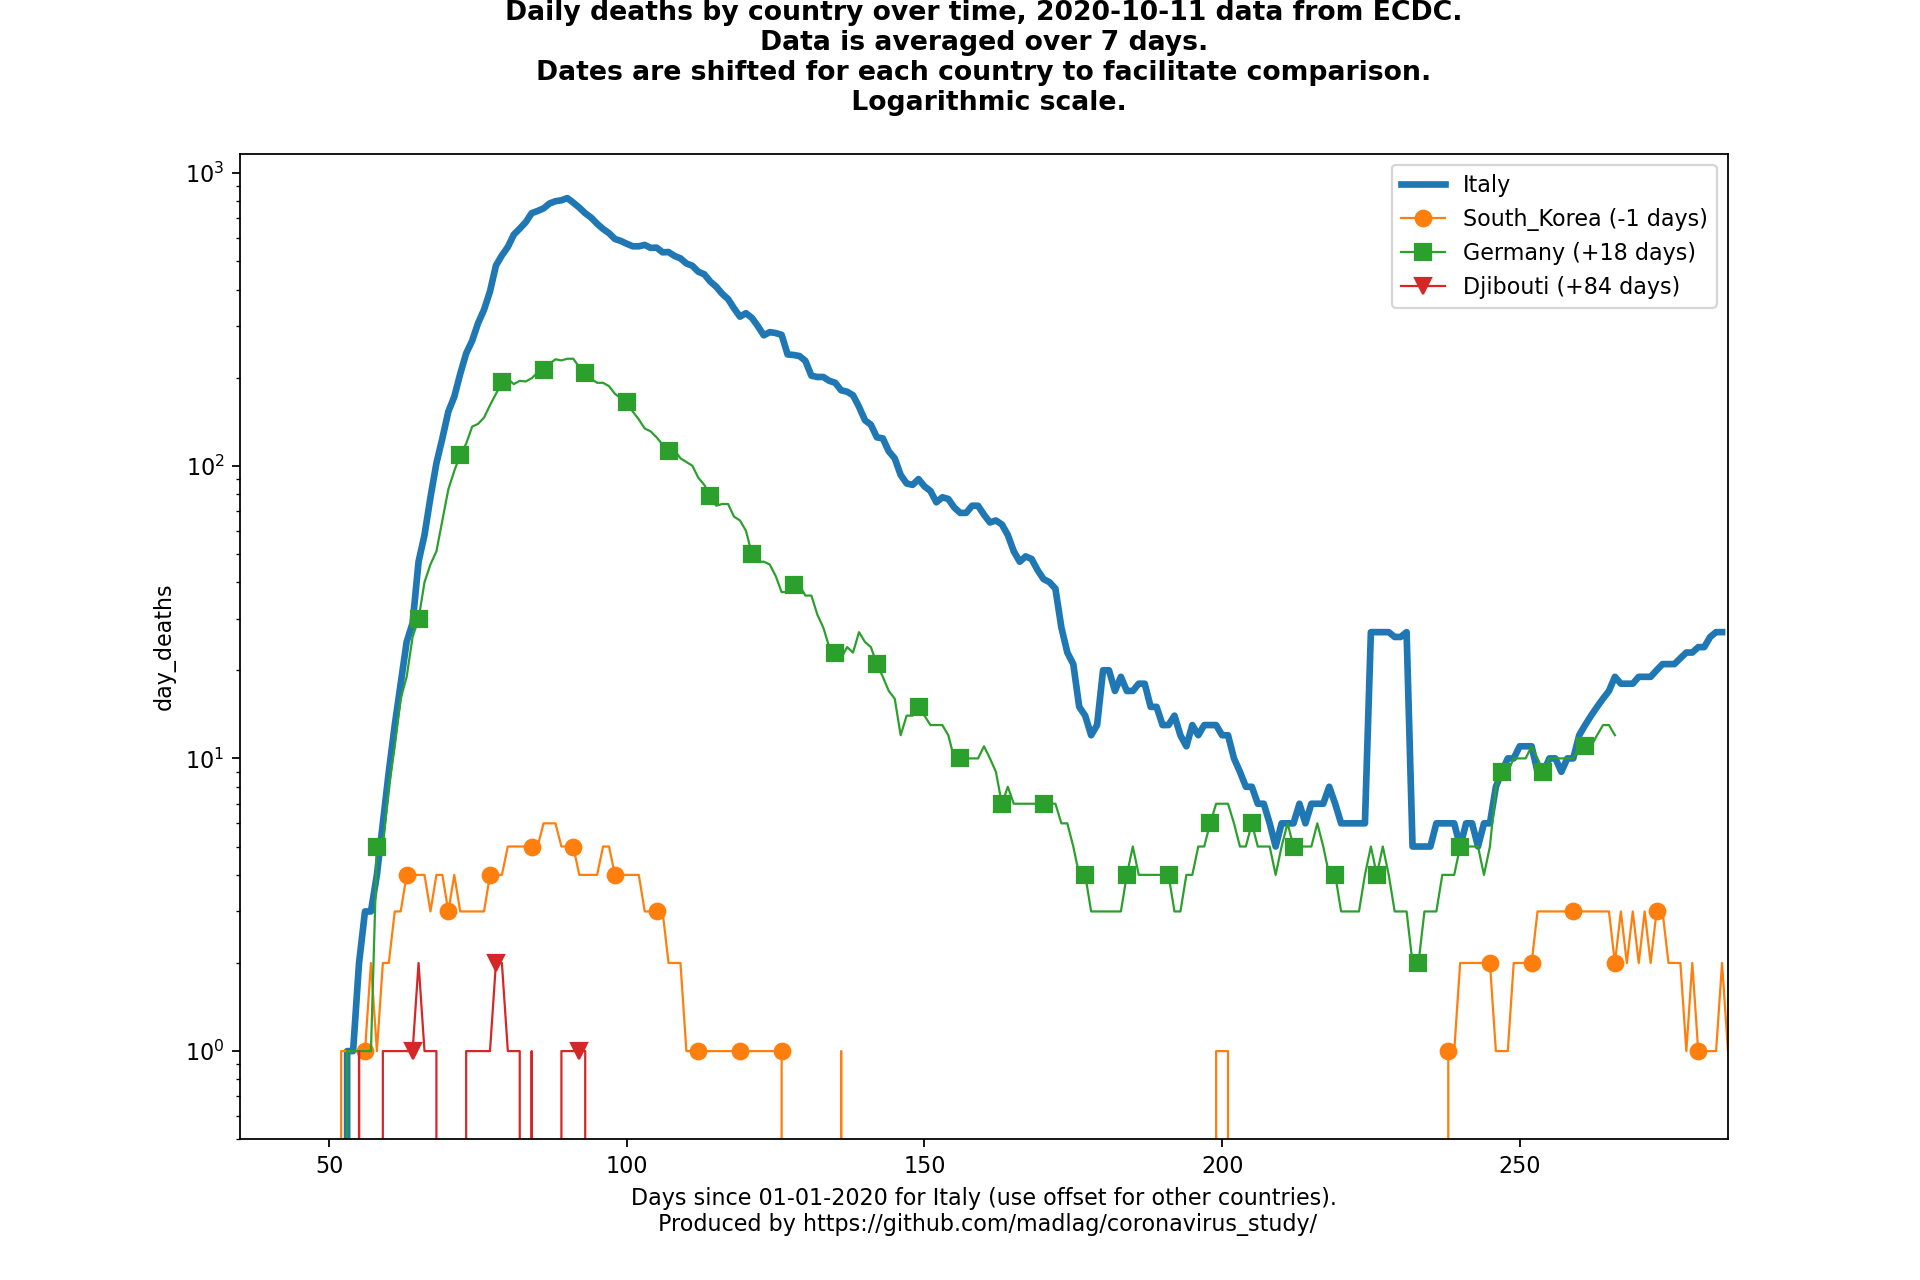 Daily deaths by country over time, 2020-10-11 data from ECDC.
Data is averaged over 7 days.
Dates are shifted for each country to facilitate comparison.
Logarithmic scale.
10³
10²
10¹
10⁰
day_deaths
Italy
South_Korea (-1 days)
Germany (+18 days)
Djibouti (+84 days)
50
100
150
200
250
Days since 01-01-2020 for Italy (use offset for other countries).
Produced by https://github.com/madlag/coronavirus_study/